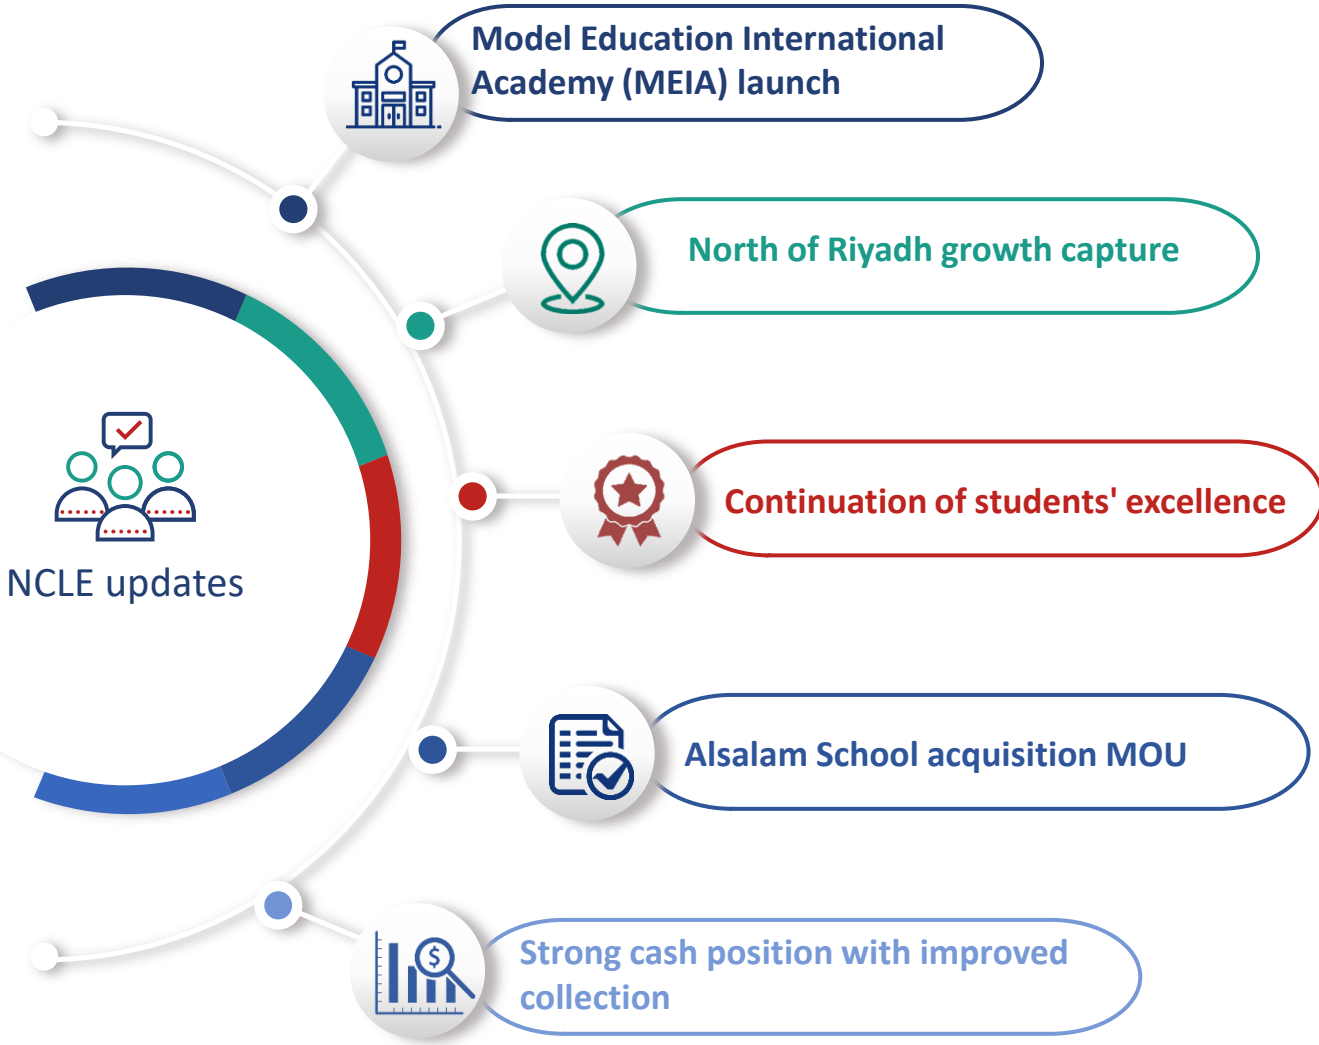 NCLE updates
Model Education International
Academy (MEIA) launch
North of Riyadh growth capture
Continuation of students' excellence
Alsalam School acquisition MOU
Strong cash position with improved
collection
$